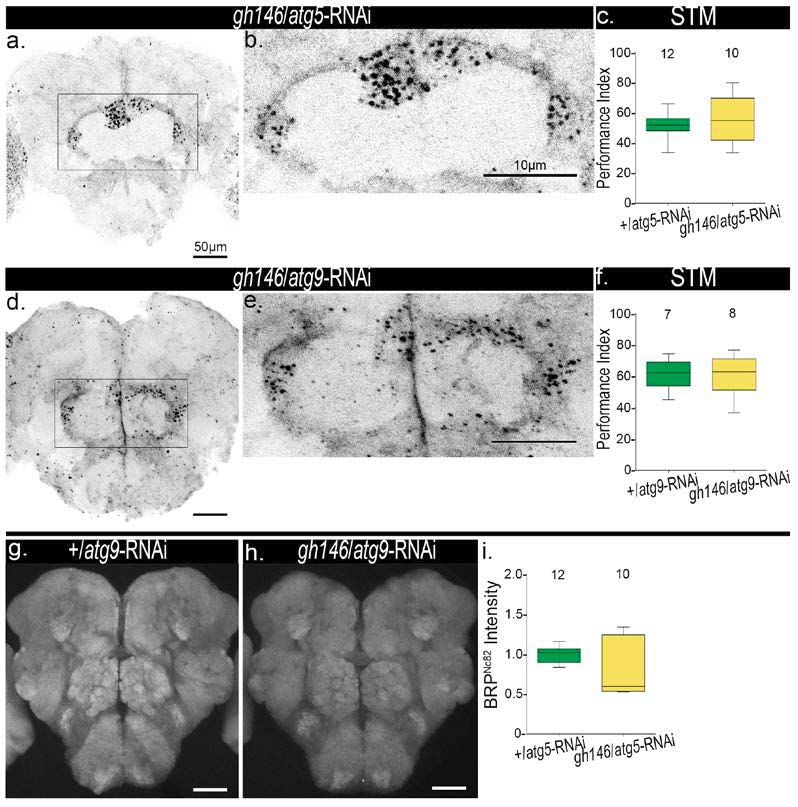 gh146/atg5-RNAi
c. STM
a.
b.
50µm
10µm
Performance Index
100
80
60
40
20
0
12
10
+/atg5-RNAi
gh146/atg5-RNAi
gh146/atg9-RNAi
f. STM
d.
e.
Performance Index
100
80
60
40
20
0
7
8
+/atg9-RNAi
gh146/atg9-RNAi
g. +/atg9-RNAi
h. gh146/atg9-RNAi
i.
BRPNc82 Intensity
2.0
1.5
1.0
0.5
0
12
10
+/atg5-RNAi
gh146/atg5-RNAi